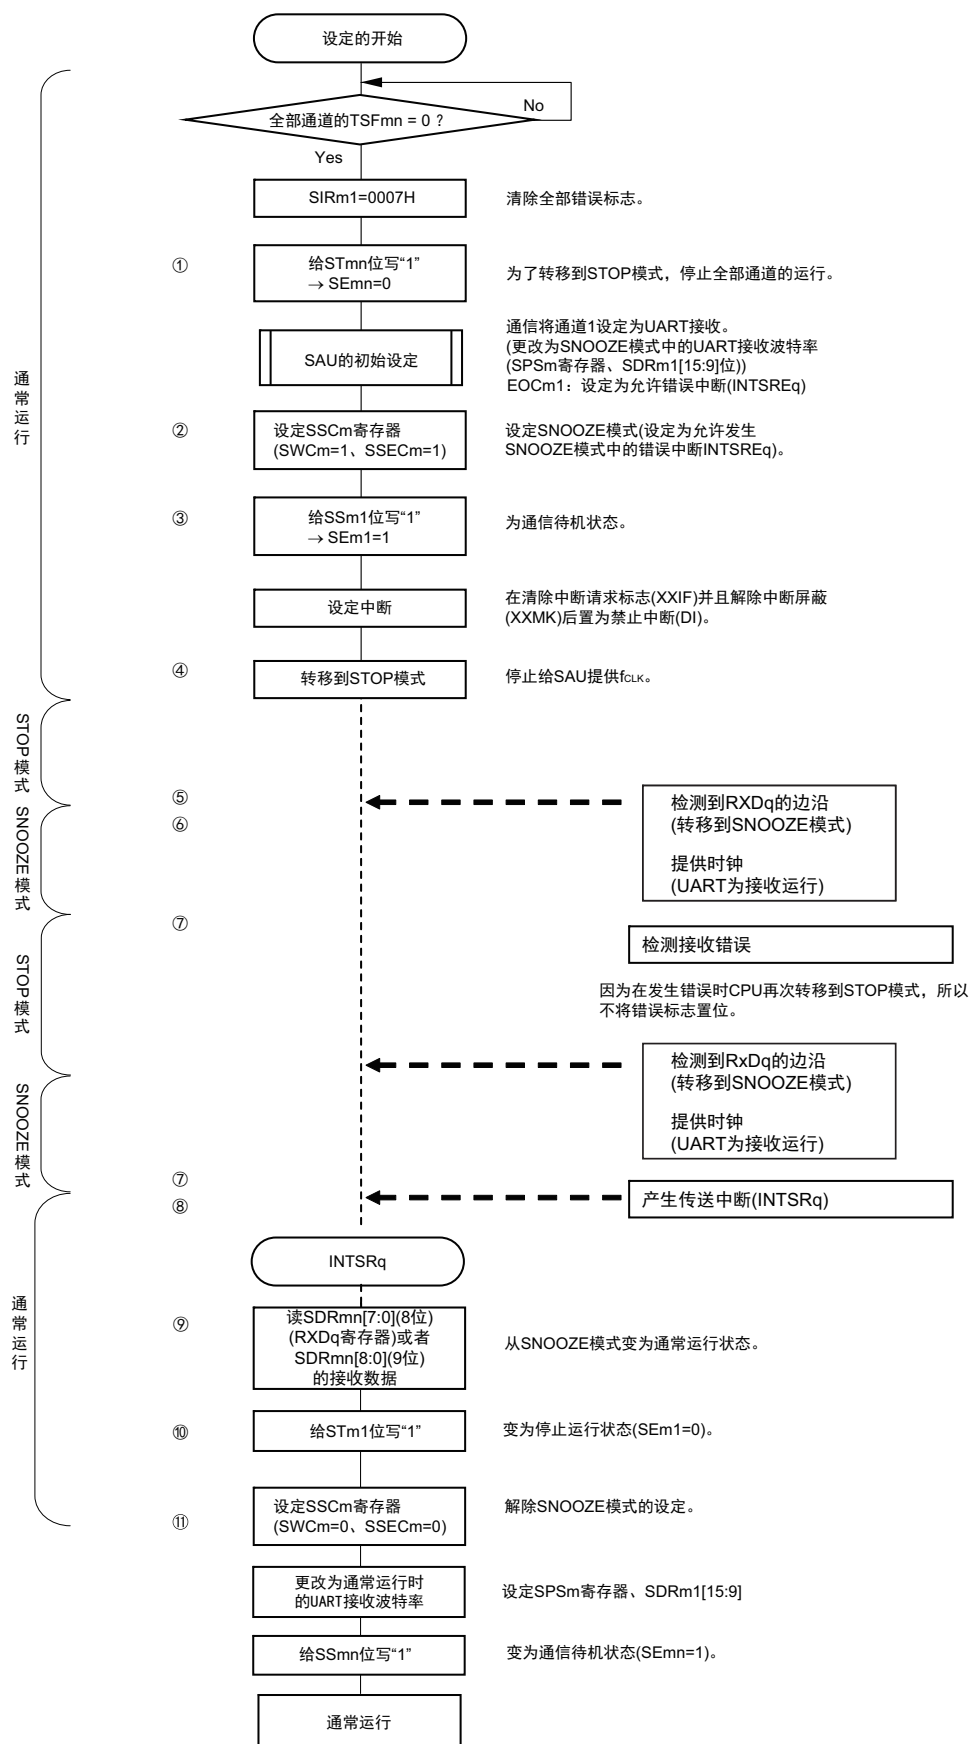 设定的开始
No
全部通道的TSFmn = 0 ?
Yes
SIRm1=0007H
清除全部错误标志。
通常运行
①
给STmn位写“1”
→ SEmn=0
为了转移到STOP模式，停止全部通道的运行。
SAU的初始设定
通信将通道1设定为UART接收。
(更改为SNOOZE模式中的UART接收波特率
(SPSm寄存器、SDRm1[15:9]位))
EOCm1：设定为允许错误中断(INTSREq)
②
设定SSCm寄存器
(SWCm=1、SSECm=1)
设定SNOOZE模式(设定为允许发生
SNOOZE模式中的错误中断INTSREq)。
③
给SSm1位写“1”
→ SEm1=1
为通信待机状态。
设定中断
在清除中断请求标志(XXIF)并且解除中断屏蔽
(XXMK)后置为禁止中断(DI)。
④
转移到STOP模式
停止给SAU提供fCLK。
STOP模式
⑤
检测到RXDq的边沿
(转移到SNOOZE模式)
提供时钟
(UART为接收运行)
⑥
SNOOZE模式
⑦
检测接收错误
因为在发生错误时CPU再次转移到STOP模式，所以
不将错误标志置位。
STOP模式
检测到RxDq的边沿
(转移到SNOOZE模式)
提供时钟
(UART为接收运行)
SNOOZE模式
⑦
⑧
产生传送中断(INTSRq)
INTSRq
通常运行
⑨
读SDRmn[7:0](8位)
(RXDq寄存器)或者
SDRmn[8:0](9位)
的接收数据
从SNOOZE模式变为通常运行状态。
⑩
给STm1位写“1”
变为停止运行状态(SEm1=0)。
⑪
设定SSCm寄存器
(SWCm=0、SSECm=0)
解除SNOOZE模式的设定。
更改为通常运行时
的UART接收波特率
设定SPSm寄存器、SDRm1[15:9]
给SSmn位写“1”
变为通信待机状态(SEmn=1)。
通常运行